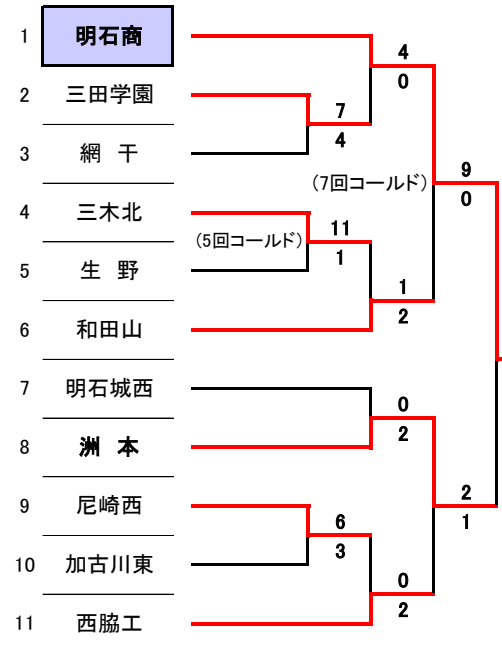 1 明石商
4
0
2 三田学園
7
4
3 網 干
9
0
(7回コールド)
4 三木北
(5回コールド)
11
1
5 生 野
1
2
6 和田山
7 明石城西
0
2
8 洲 本
2
1
9 尼崎西
6
3
10 加古川東
0
2
11 西脇工